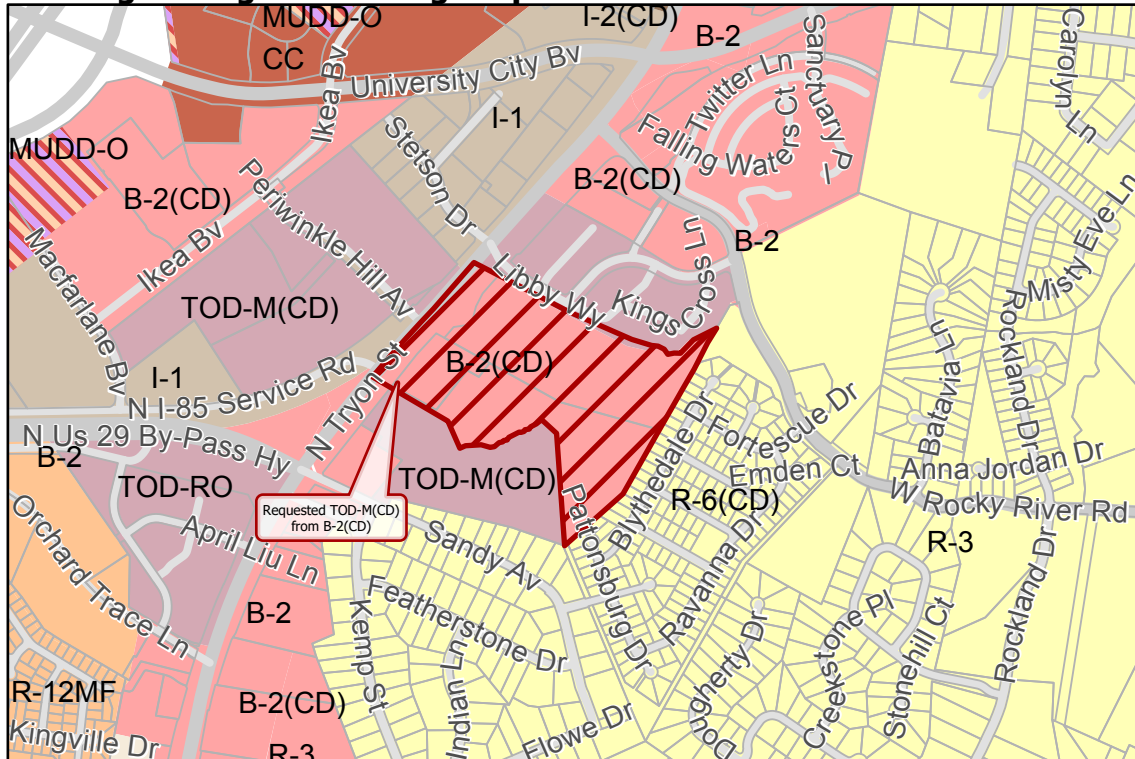 MUDD-O
I-2(CD)
B-2
CC
University City Bv
Ikea Bv
Twitter Ln
Sanctuary Pl
Carolyn Ln
I-1
Falling Waters Ct
Stetson Dr
MUDD-O
B-2(CD)
B-2(CD)
Periwinkle Hill Av
Misty Eve Ln
Macfarlane Bv
Ikea Bv
B-2
Libby Wy
Kings Cross Ln
TOD-M(CD)
Rockland Dr
Batavia Ln
B-2(CD)
I-1
N I-85 Service Rd
N Tryon St
N Us 29 By-Pass Hy
B-2
Fortescue Dr
Blythedale Dr
Emden Ct
Anna Jordan Dr
TOD-RO
TOD-M(CD)
R-6(CD)
W Rocky River Rd
Requested TOD-M(CD)
from B-2(CD)
Pattonsburg Dr
Ravanna Dr
R-3
Orchard Trace Ln
April Liu Ln
Sandy Av
Featherstone Dr
Kemp St
B-2
Dougherty Dr
Creekstone Pl
Stonehill Ct
Rockland Dr
R-12MF
B-2(CD)
Elowe Dr
Kingville Dr
R-3